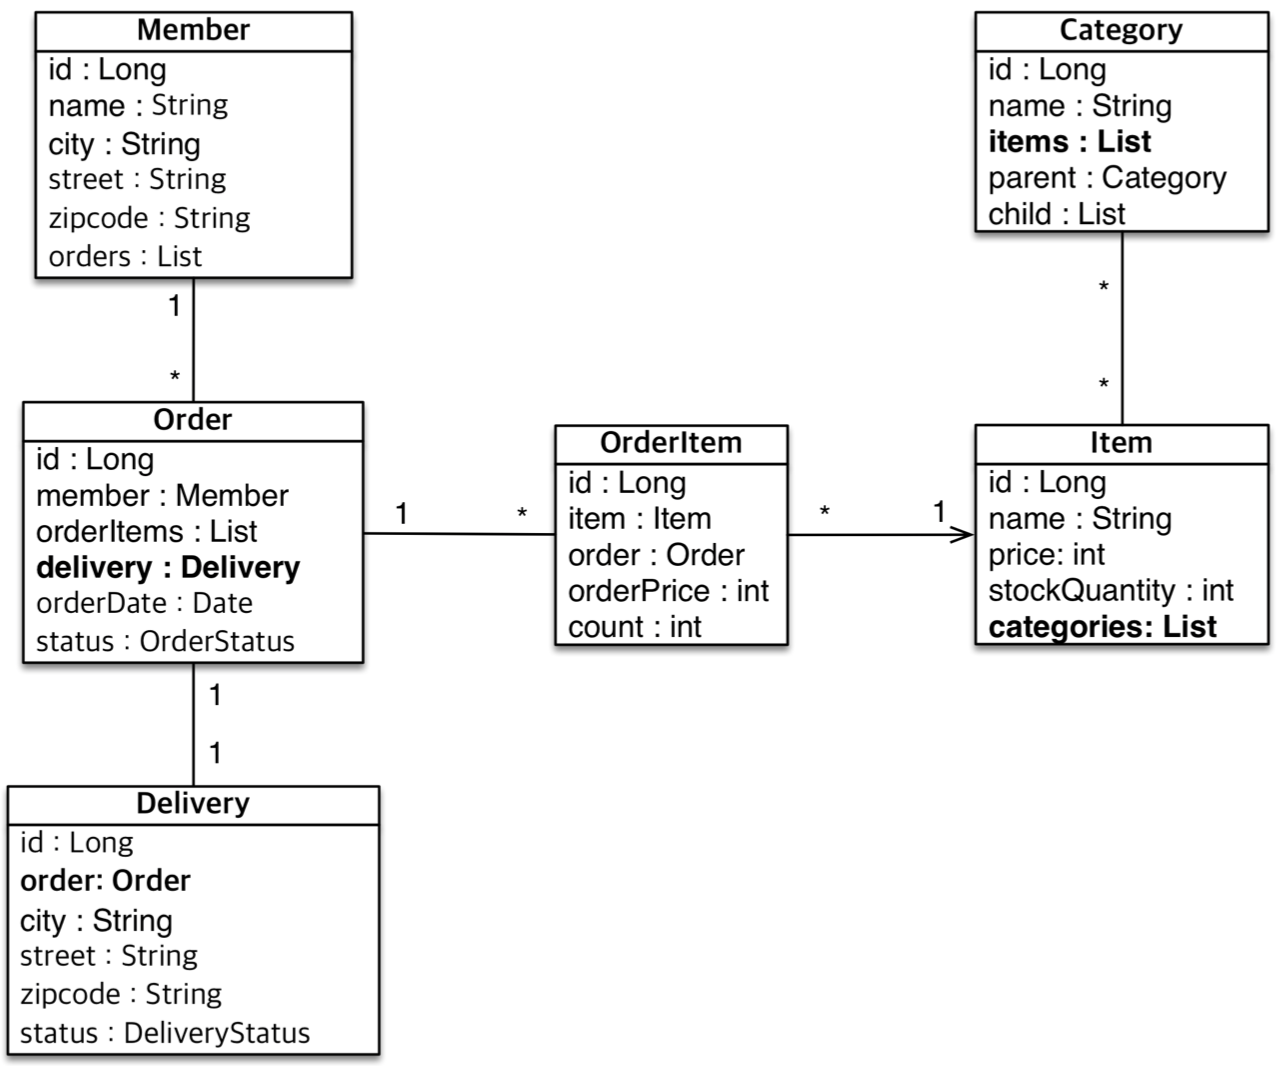 Member
id : Long
name : String
city : String
street : String
zipcode : String
orders : List
1
*
Order
id : Long
member : Member
orderItems : List
delivery : Delivery
orderDate : Date
status : OrderStatus
1
*
OrderItem
id : Long
item : Item
order : Order
orderPrice : int
count : int
*
1
Category
id : Long
name : String
items : List
parent : Category
child : List
*
*
Item
id : Long
name : String
price: int
stockQuantity : int
categories: List
1
1
Delivery
id : Long
order: Order
city : String
street : String
zipcode : String
status : DeliveryStatus